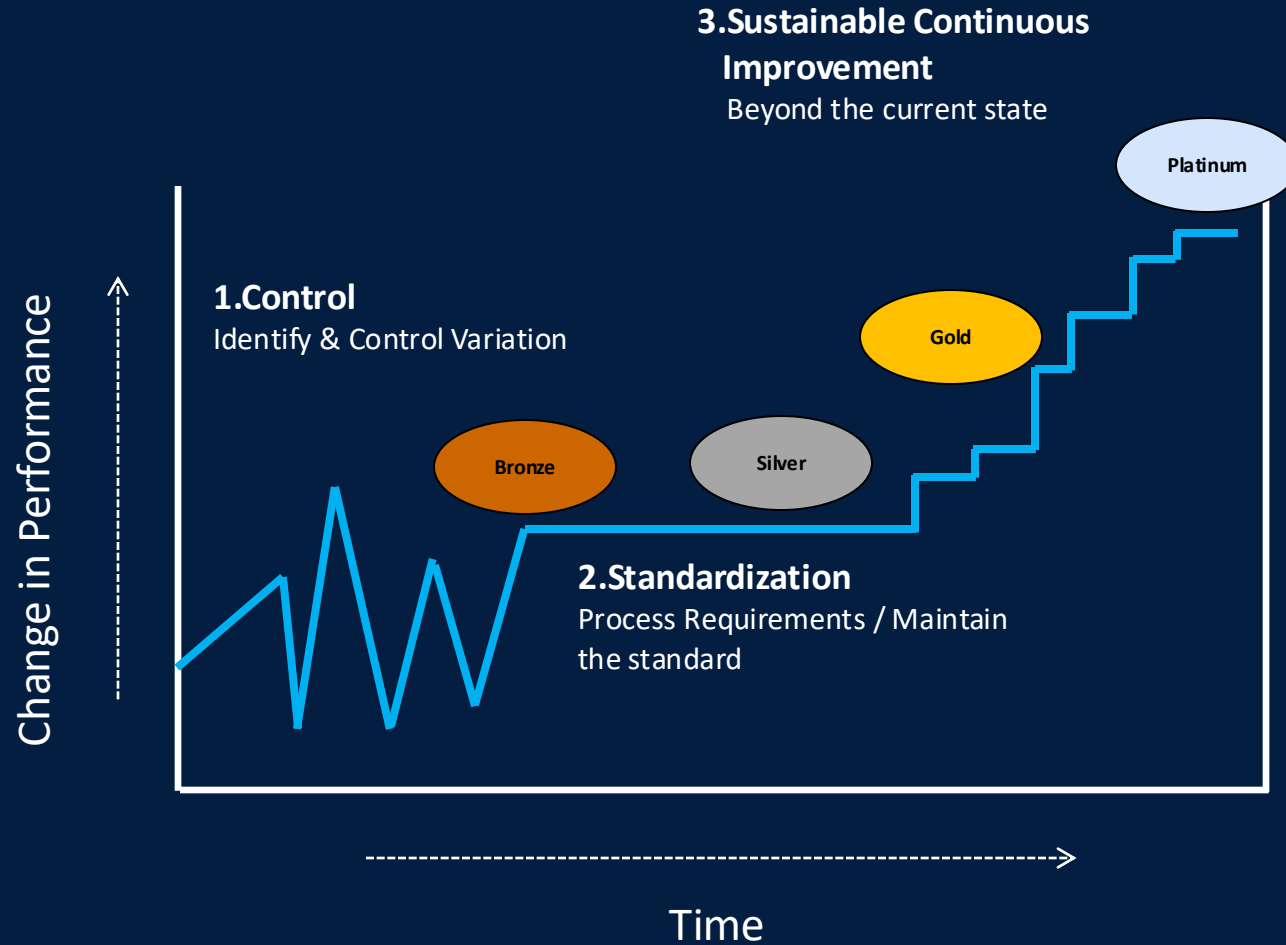 3.Sustainable Continuous
Improvement
Beyond the current state
Platinum
1.Control
Identify & Control Variation
Gold
Bronze
Silver
2.Standardization
Process Requirements / Maintain
the standard
Change in Performance
Time